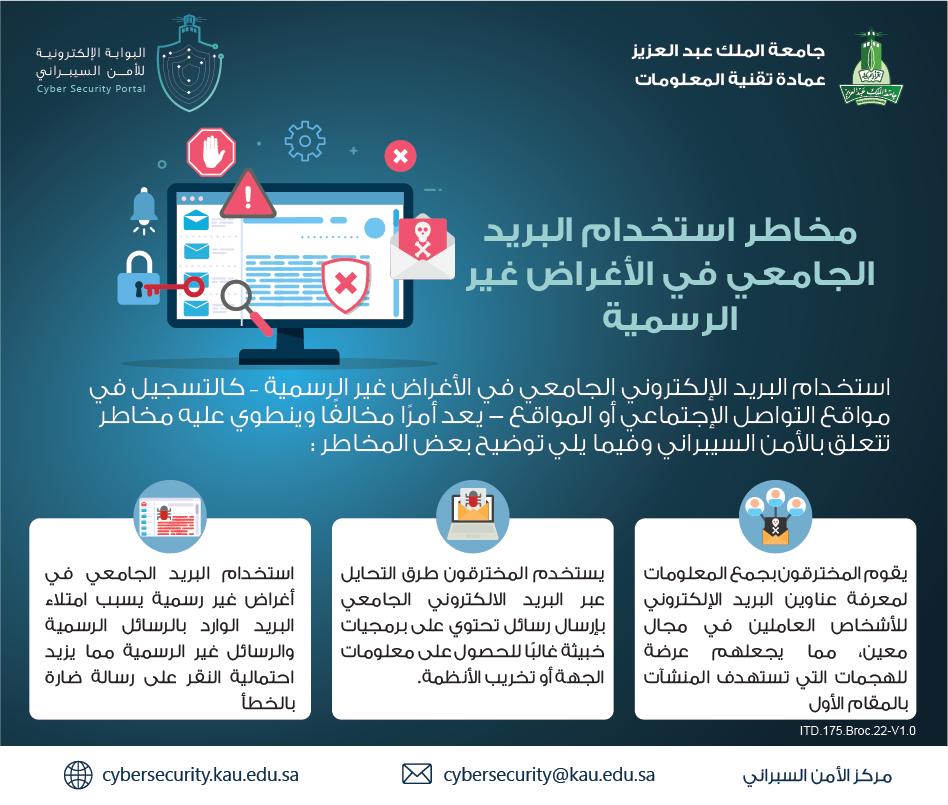 جامعة الملك عبد العزيز
عمادة تقنية المعلومات
جامعة الملك عبد العزيز
البوابة الإلكترونية
للأمن السيبراني
Cyber Security Portal
مخاطر استخدام البريد
الجامعي في الأغراض غير
الرسمية
استخدام البريد الإلكتروني الجامعي في الأغراض غير الرسمية - كالتسجيل في
مواقع التواصل الإجتماعي أو المواقع – يعد أمرًا مخالفًا وينطوي عليه مخاطر
تتعلق بالأمن السيبراني وفيما يلي توضيح بعض المخاطر :
يقوم المخترقون بجمع المعلومات
لمعرفة عناوين البريد الإلكتروني
للأشخاص العاملين في مجال
معين، مما يجعلهم عرضة
للهجمات التي تستهدف المنشآت
بالمقام الأول
يستخدم المخترقون طرق التحايل
عبر البريد الالكتروني الجامعي
بإرسال رسائل تحتوي على برمجيات
خبيثة غالبًا للحصول على معلومات
الجهة أو تخريب الأنظمة.
استخدام البريد الجامعي في
أغراض غير رسمية يسبب امتلاء
البريد الوارد بالرسائل الرسمية
والرسائل غير الرسمية مما يزيد
احتمالية النقر على رسالة ضارة
بالخطأ
ITD.175.Broc.22-V1.0
مركز الأمن السبراني
cybersecurity@kau.edu.sa
cybersecurity.kau.edu.sa